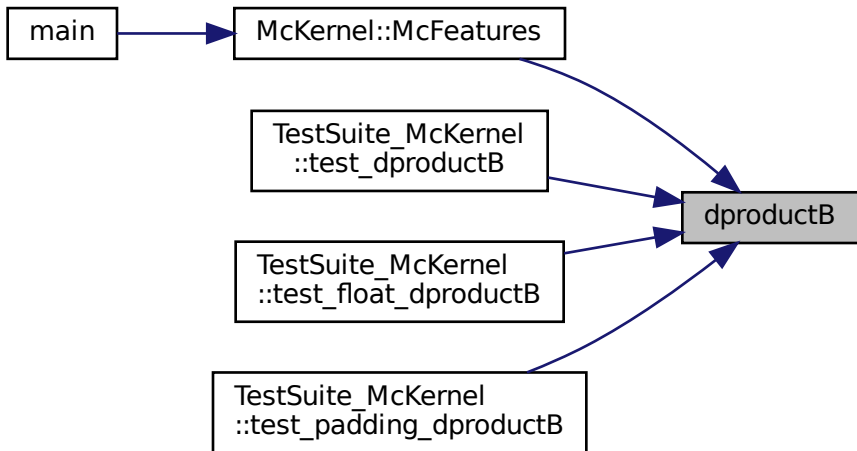 main
McKernel::McFeatures
TestSuite_McKernel
::test_dproductB
dproductB
TestSuite_McKernel
::test_float_dproductB
TestSuite_McKernel
::test_padding_dproductB